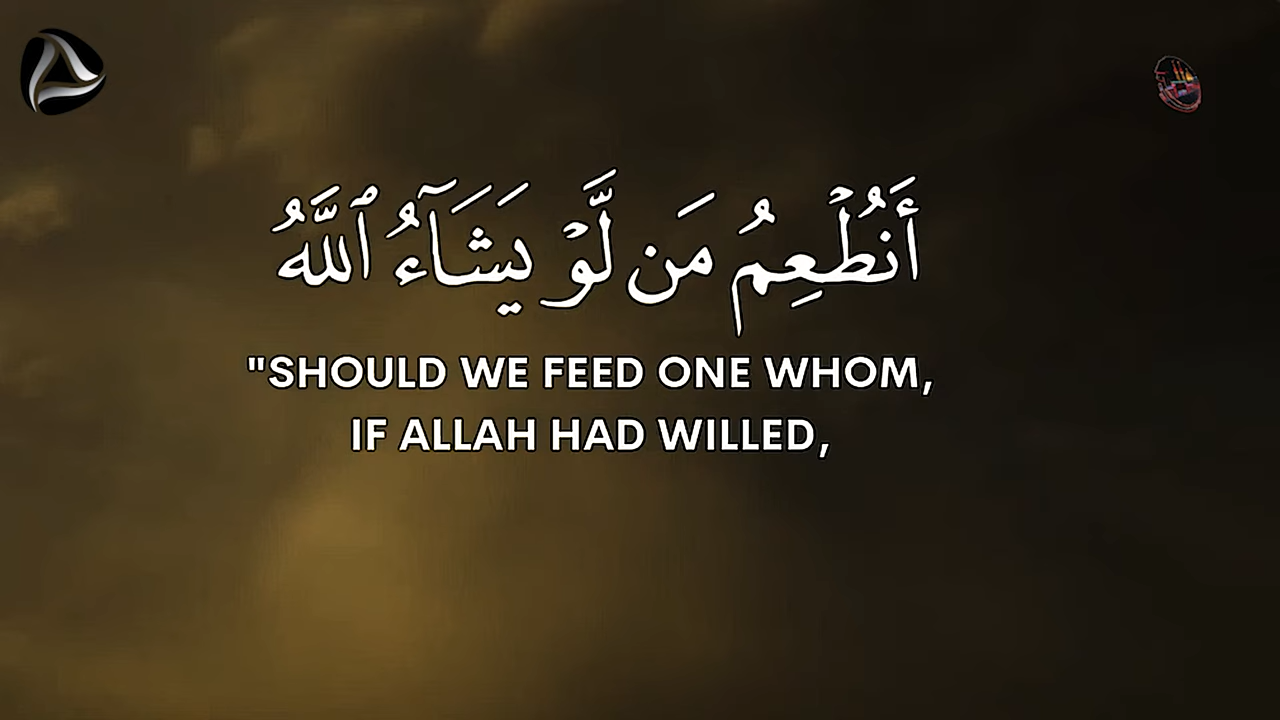 أَنُطْعِمُ مَن لَّوْ يَشَآءُ ٱللَّهُ
"SHOULD WE FEED ONE WHOM,
IF ALLAH HAD WILLED,